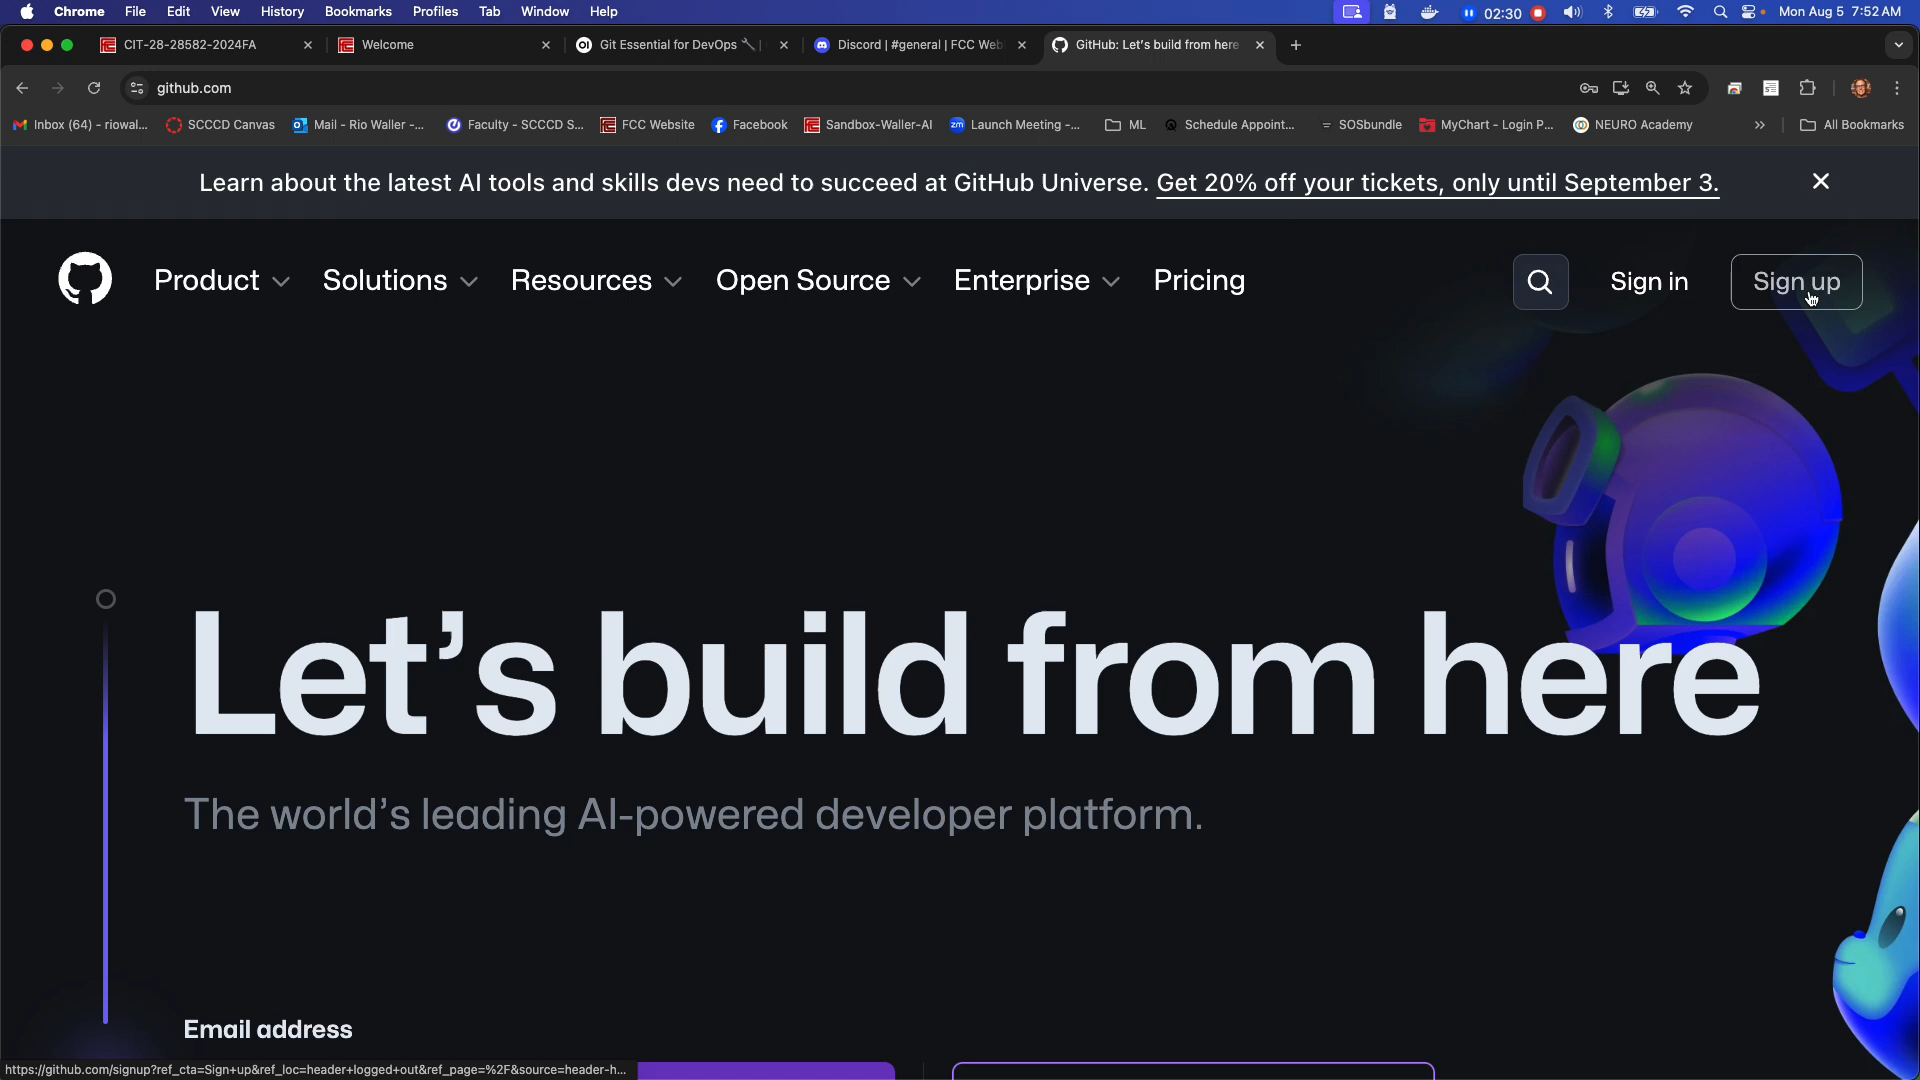 Chrome File Edit View History Bookmarks Profiles Tab Window Help 02:30 Mon Aug 5 7:52 AM
CIT-28-28582-2024FA Welcome Git Essential for DevOps Discord | #general | FCC Web GitHub: Let's build from here
github.com
Inbox (64) - riowal... SCCCD Canvas Mail - Rio Waller -... Faculty - SCCCD S... FCC Website Facebook Sandbox-Waller-AI Launch Meeting -... ML Schedule Appoint... SOSbundle MyChart - Login P... NEURO Academy All Bookmarks
Learn about the latest AI tools and skills devs need to succeed at GitHub Universe. Get 20% off your tickets, only until September 3.
Product Solutions Resources Open Source Enterprise Pricing Sign in Sign up
Let’s build from here
The world’s leading AI-powered developer platform.
Email address
https://github.com/signup?ref_cta=Sign+up&ref_loc=header+logged+out&ref_page=%2F&source=header-h...